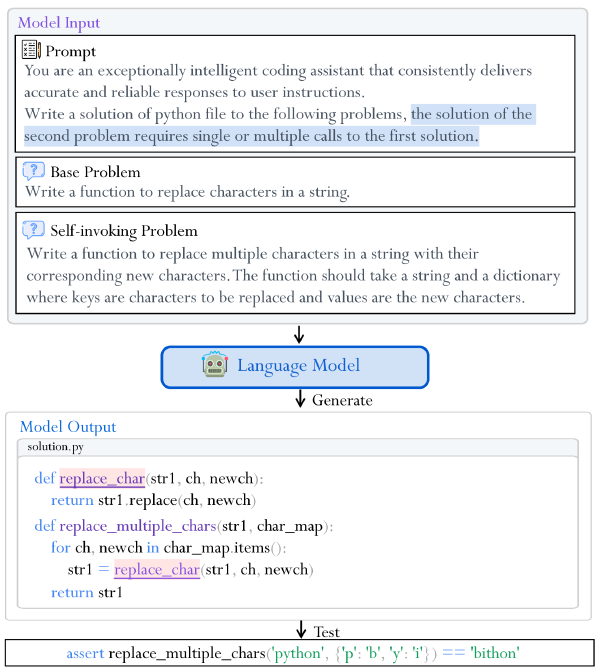 Model Input
Prompt
You are an exceptionally intelligent coding assistant that consistently delivers
accurate and reliable responses to user instructions.
Write a solution of python file to the following problems, the solution of the
second problem requires single or multiple calls to the first solution.
Base Problem
Write a function to replace characters in a string.
Self-invoking Problem
Write a function to replace multiple characters in a string with their
corresponding new characters. The function should take a string and a dictionary
where keys are characters to be replaced and values are the new characters.
Language Model
Generate
Model Output
solution.py
def replace_char(str1, ch, newch):
return str1.replace(ch, newch)
def replace_multiple_chars(str1, char_map):
for ch, newch in char_map.items():
str1 = replace_char(str1, ch, newch)
return str1
Test
assert replace_multiple_chars('python', {'p': 'b', 'y': 'i'}) == 'bithon'